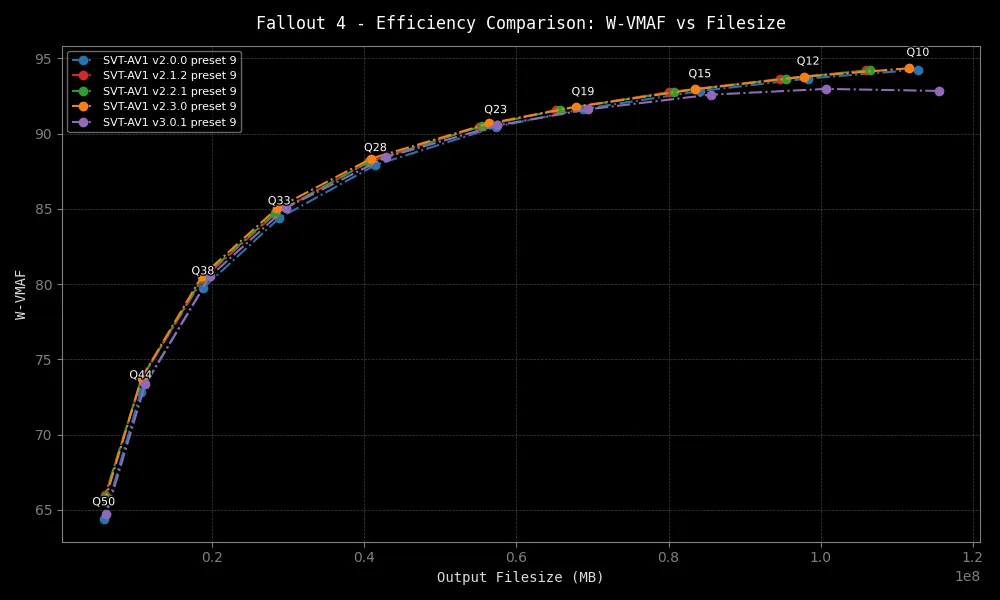 Fallout 4 - Efficiency Comparison: W-VMAF vs Filesize
SVT-AV1 v2.0.0 preset 9
SVT-AV1 v2.1.2 preset 9
SVT-AV1 v2.2.1 preset 9
SVT-AV1 v2.3.0 preset 9
SVT-AV1 v3.0.1 preset 9
Q10
Q12
Q15
Q19
Q23
Q28
Q33
Q38
Q44
Q50
W-VMAF
95
90
85
80
75
70
65
0.2 0.4 0.6 0.8 1.0 1.2
1e8
Output Filesize (MB)